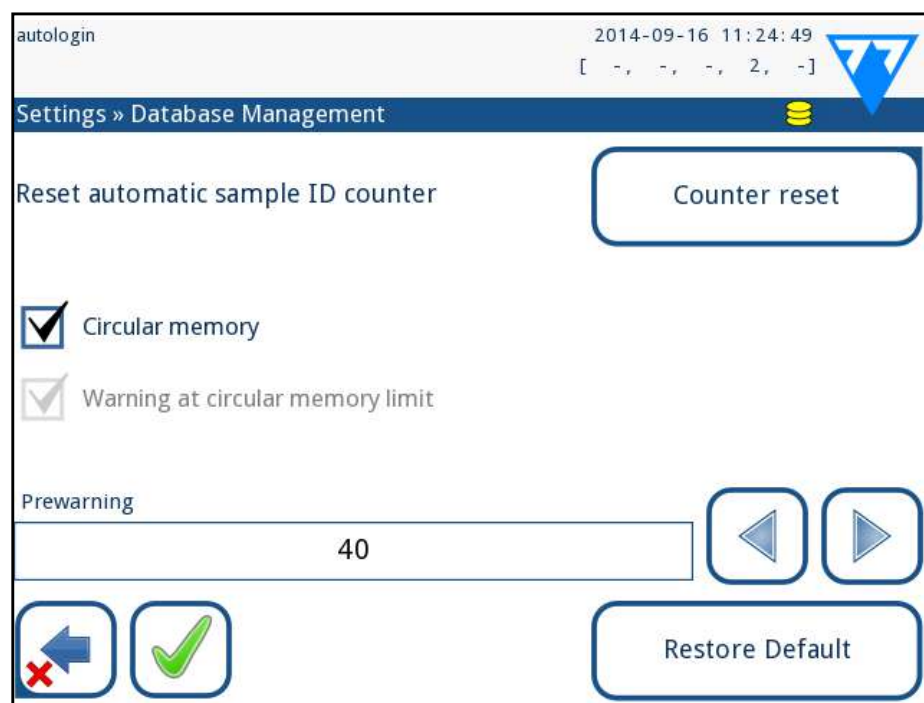 autologin
2014-09-16 11:24:49
[ -, -, -, 2, -]
Settings » Database Management
Reset automatic sample ID counter
Counter reset
Circular memory
Warning at circular memory limit
Prewarning
40
Restore Default